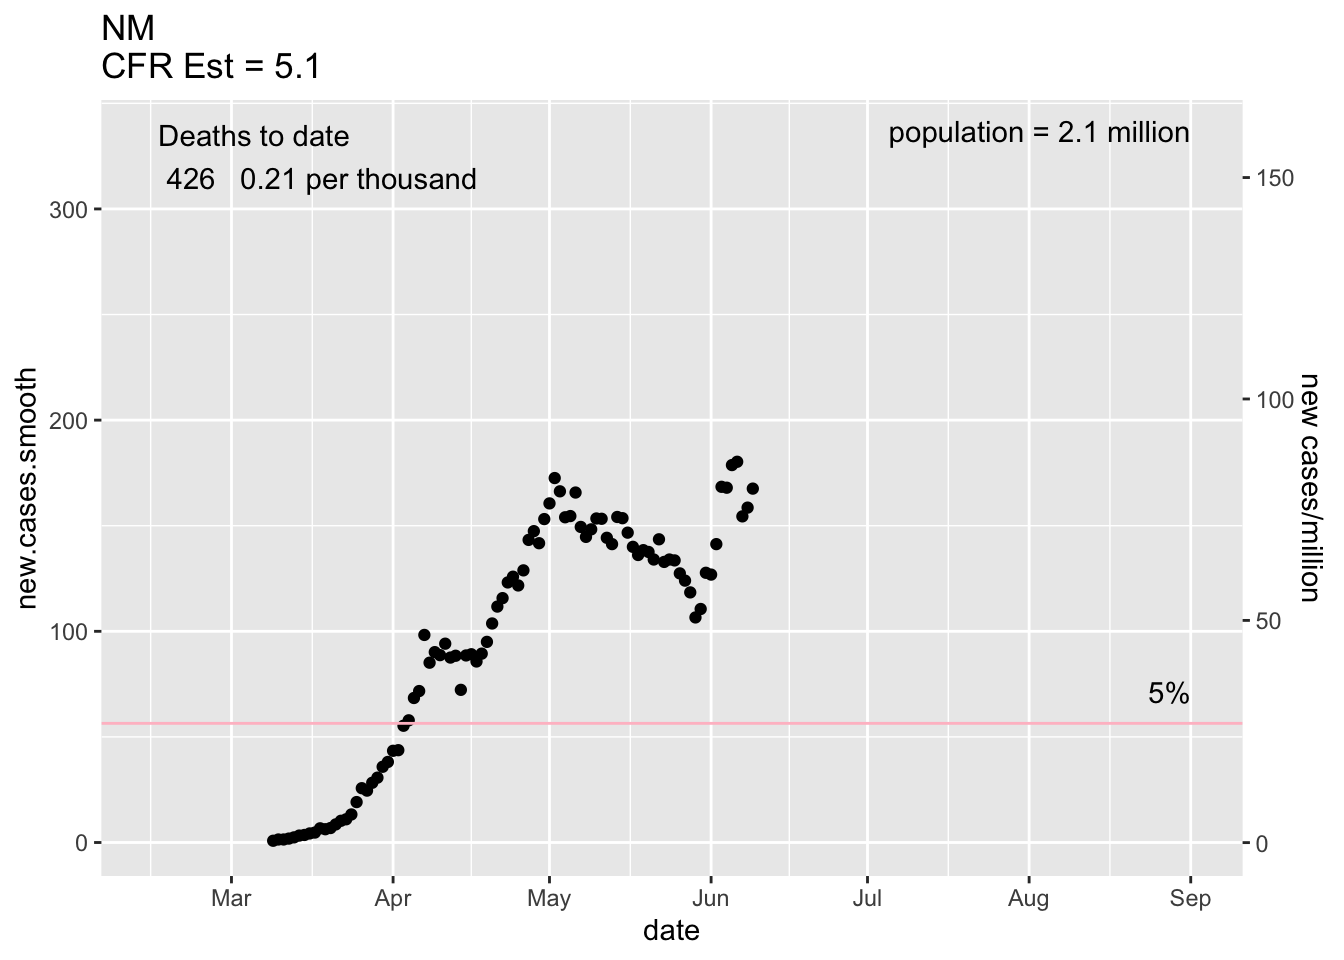 NM
CFR Est = 5.1
Deaths to date
426 0.21 per thousand
population = 2.1 million
300
200
100
0
new.cases.smooth
150
100
50
0
new cases/million
5%
Mar Apr May Jun Jul Aug Sep
date